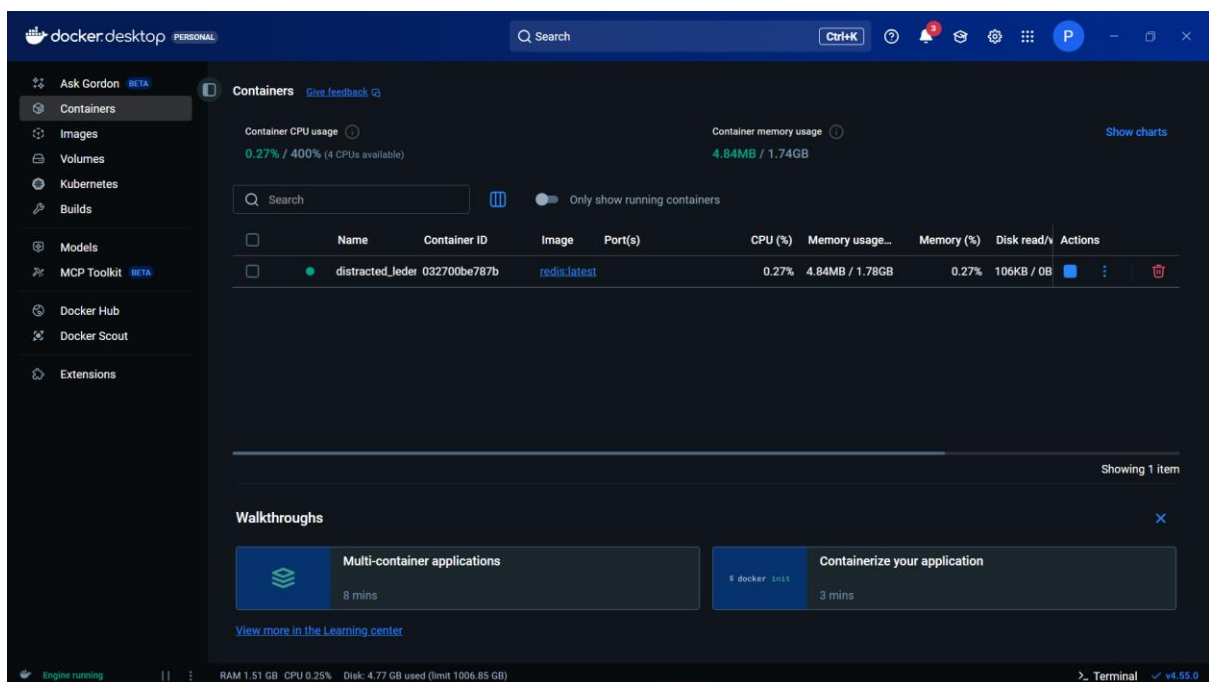 docker.desktop PERSONAL
Search
Ctrl+K
3
P
Ask Gordon BETA
Containers
Images
Volumes
Kubernetes
Builds
Models
MCP Toolkit BETA
Docker Hub
Docker Scout
Extensions
Containers Give feedback
Container CPU usage
0.27% / 400% (4 CPUs available)
Container memory usage
4.84MB / 1.74GB
Show charts
Search
Only show running containers
Name Container ID Image Port(s) CPU (%) Memory usage... Memory (%) Disk read/w Actions
distracted_leder 032700be787b redis:latest 0.27% 4.84MB / 1.78GB 0.27% 106KB / 0B
Showing 1 item
Walkthroughs
Multi-container applications
8 mins
$ docker init
Containerize your application
3 mins
View more in the Learning center
Engine running RAM 1.51 GB CPU 0.25% Disk: 4.77 GB used (limit 1006.85 GB) >_ Terminal v4.55.0